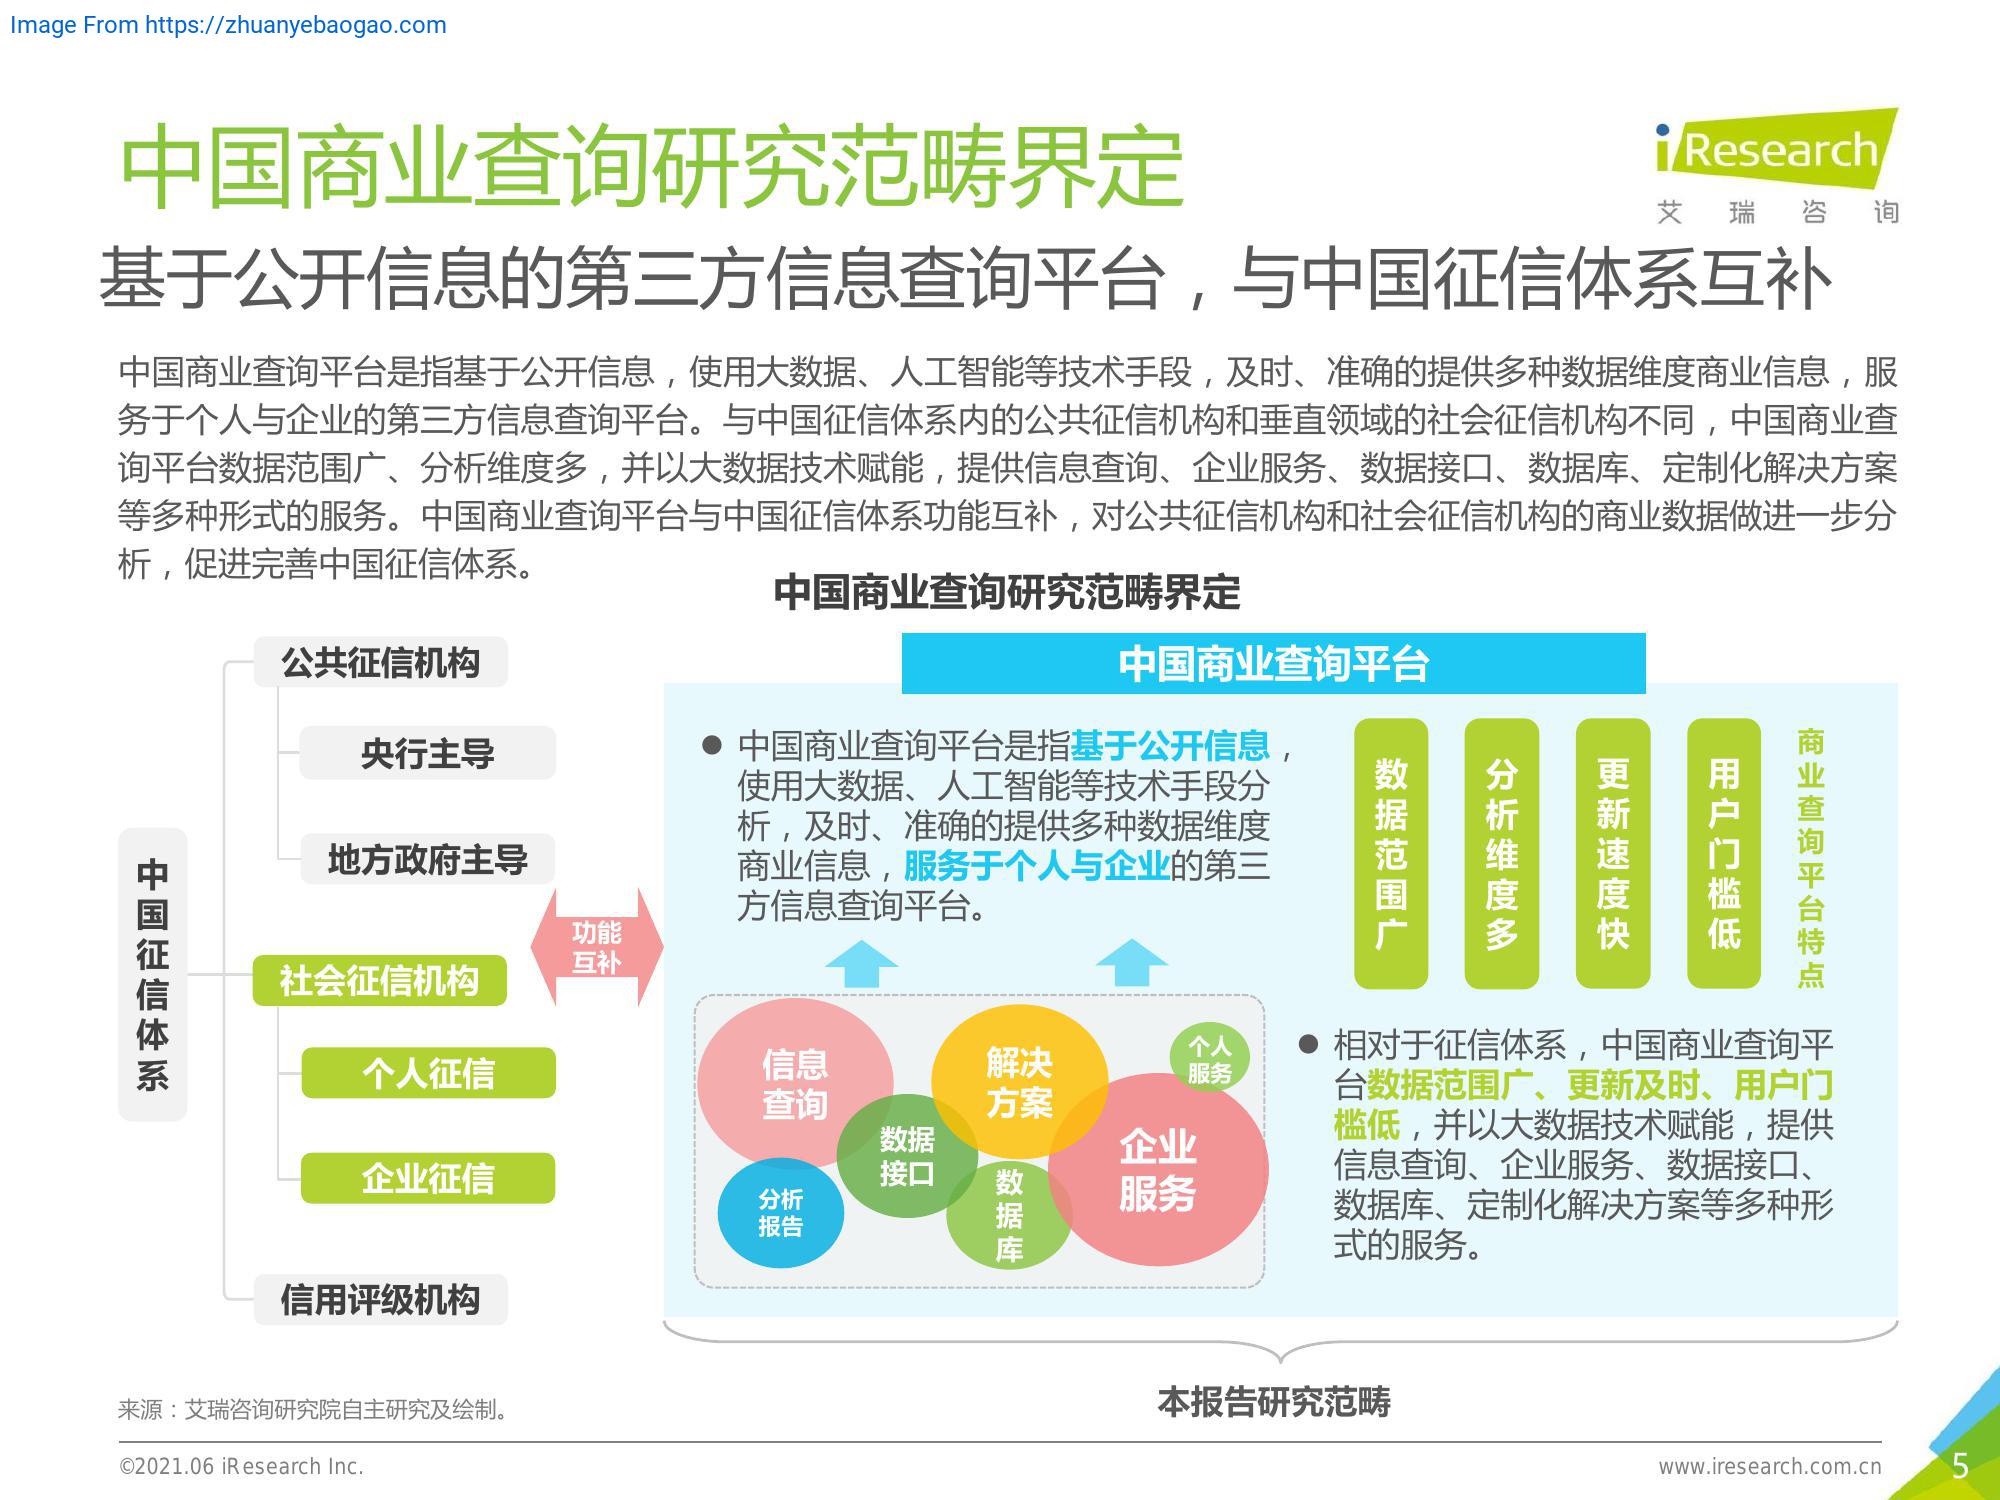 Image From https://zhuanyebaogao.com
中国商业查询研究范畴界定
iResearch
艾瑞咨询
基于公开信息的第三方信息查询平台，与中国征信体系互补
中国商业查询平台是指基于公开信息，使用大数据、人工智能等技术手段，及时、准确的提供多种数据维度商业信息，服
务于个人与企业的第三方信息查询平台。与中国征信体系内的公共征信机构和垂直领域的社会征信机构不同，中国商业查
询平台数据范围广、分析维度多，并以大数据技术赋能，提供信息查询、企业服务、数据接口、数据库、定制化解决方案
等多种形式的服务。中国商业查询平台与中国征信体系功能互补，对公共征信机构和社会征信机构的商业数据做进一步分
析，促进完善中国征信体系。
中国商业查询研究范畴界定
中国征信体系
公共征信机构
央行主导
地方政府主导
社会征信机构
个人征信
企业征信
信用评级机构
功能
互补
中国商业查询平台
● 中国商业查询平台是指基于公开信息，
使用大数据、人工智能等技术手段分
析，及时、准确的提供多种数据维度
商业信息，服务于个人与企业的第三
方信息查询平台。
信息
查询
解决
方案
个人
服务
数据
接口
企业
服务
分析
报告
数
据
库
数据范围广
分析维度多
更新速度快
用户门槛低
商业查询平台特点
● 相对于征信体系，中国商业查询平
台数据范围广、更新及时、用户门
槛低，并以大数据技术赋能，提供
信息查询、企业服务、数据接口、
数据库、定制化解决方案等多种形
式的服务。
本报告研究范畴
来源：艾瑞咨询研究院自主研究及绘制。
©2021.06 iResearch Inc.
www.iresearch.com.cn
5